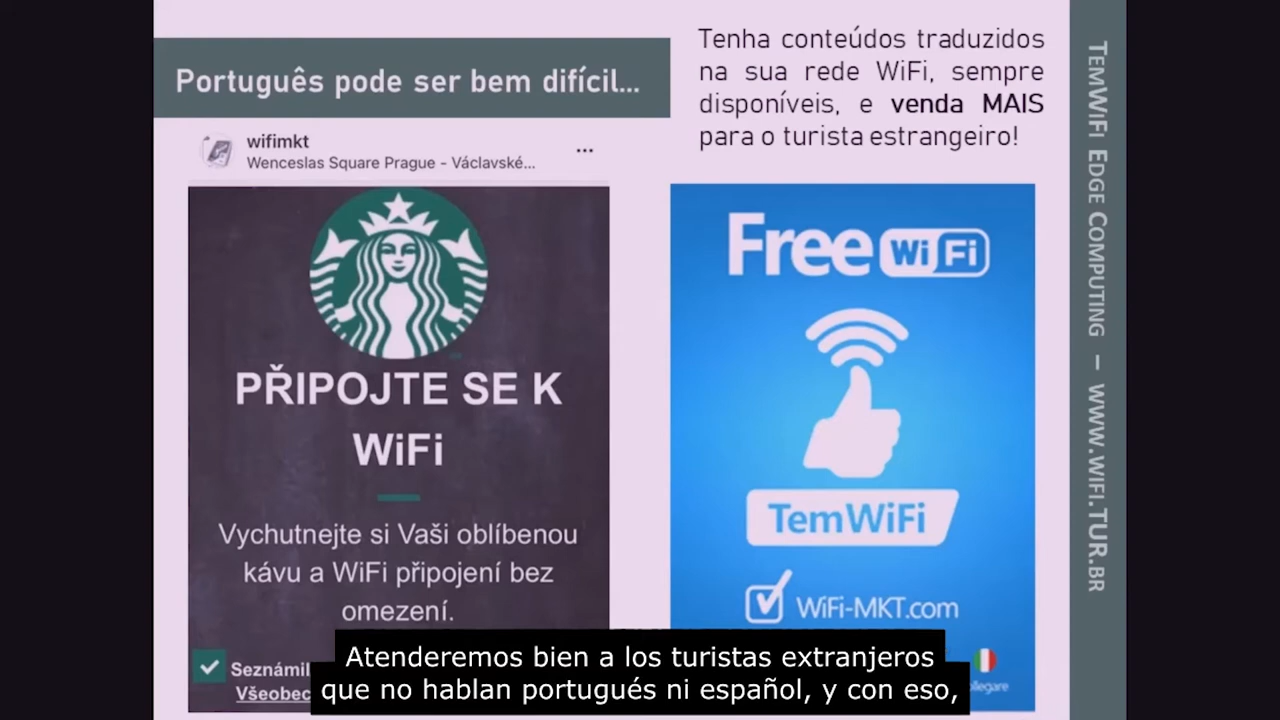 Português pode ser bem difícil...
Tenha conteúdos traduzidos
na sua rede WiFi, sempre
disponíveis, e venda MAIS
para o turista estrangeiro!
wifimkt
Wenceslas Square Prague - Václavské...
...
PŘIPOJTE SE K
WiFi
Vychutnejte si Vaši oblíbenou
kávu a WiFi připojení bez
omezení.
Seznámil
Všeobec
Free WiFi
TemWiFi
WiFi-MKT.com
TemWiFi Edge Computing – www.wifi.TUR.br
Atenderemos bien a los turistas extranjeros
que no hablan portugués ni español, y con eso,